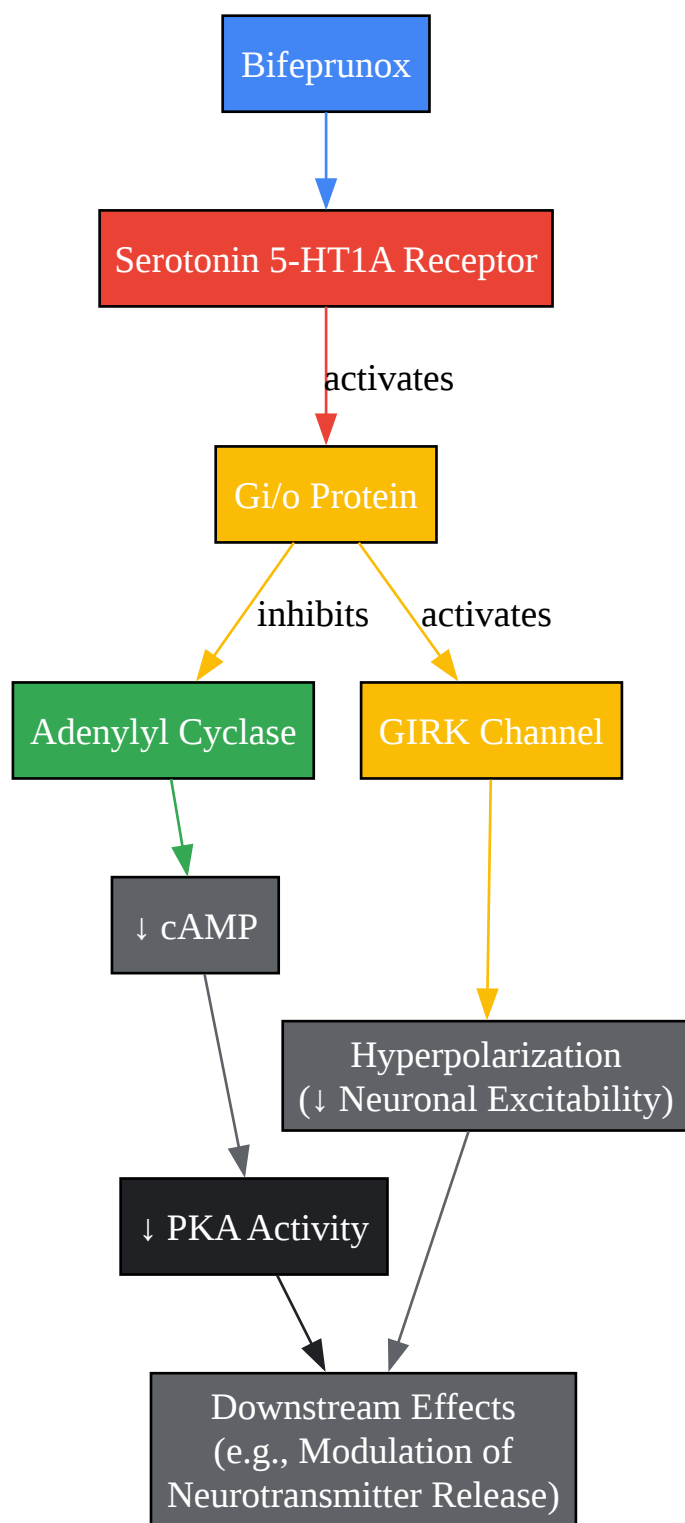 Bifeprunox
Serotonin 5-HT1A Receptor
activates
Gi/o Protein
inhibits
activates
Adenylyl Cyclase
GIRK Channel
↓ cAMP
Hyperpolarization
(↓ Neuronal Excitability)
↓ PKA Activity
Downstream Effects
(e.g., Modulation of
Neurotransmitter Release)